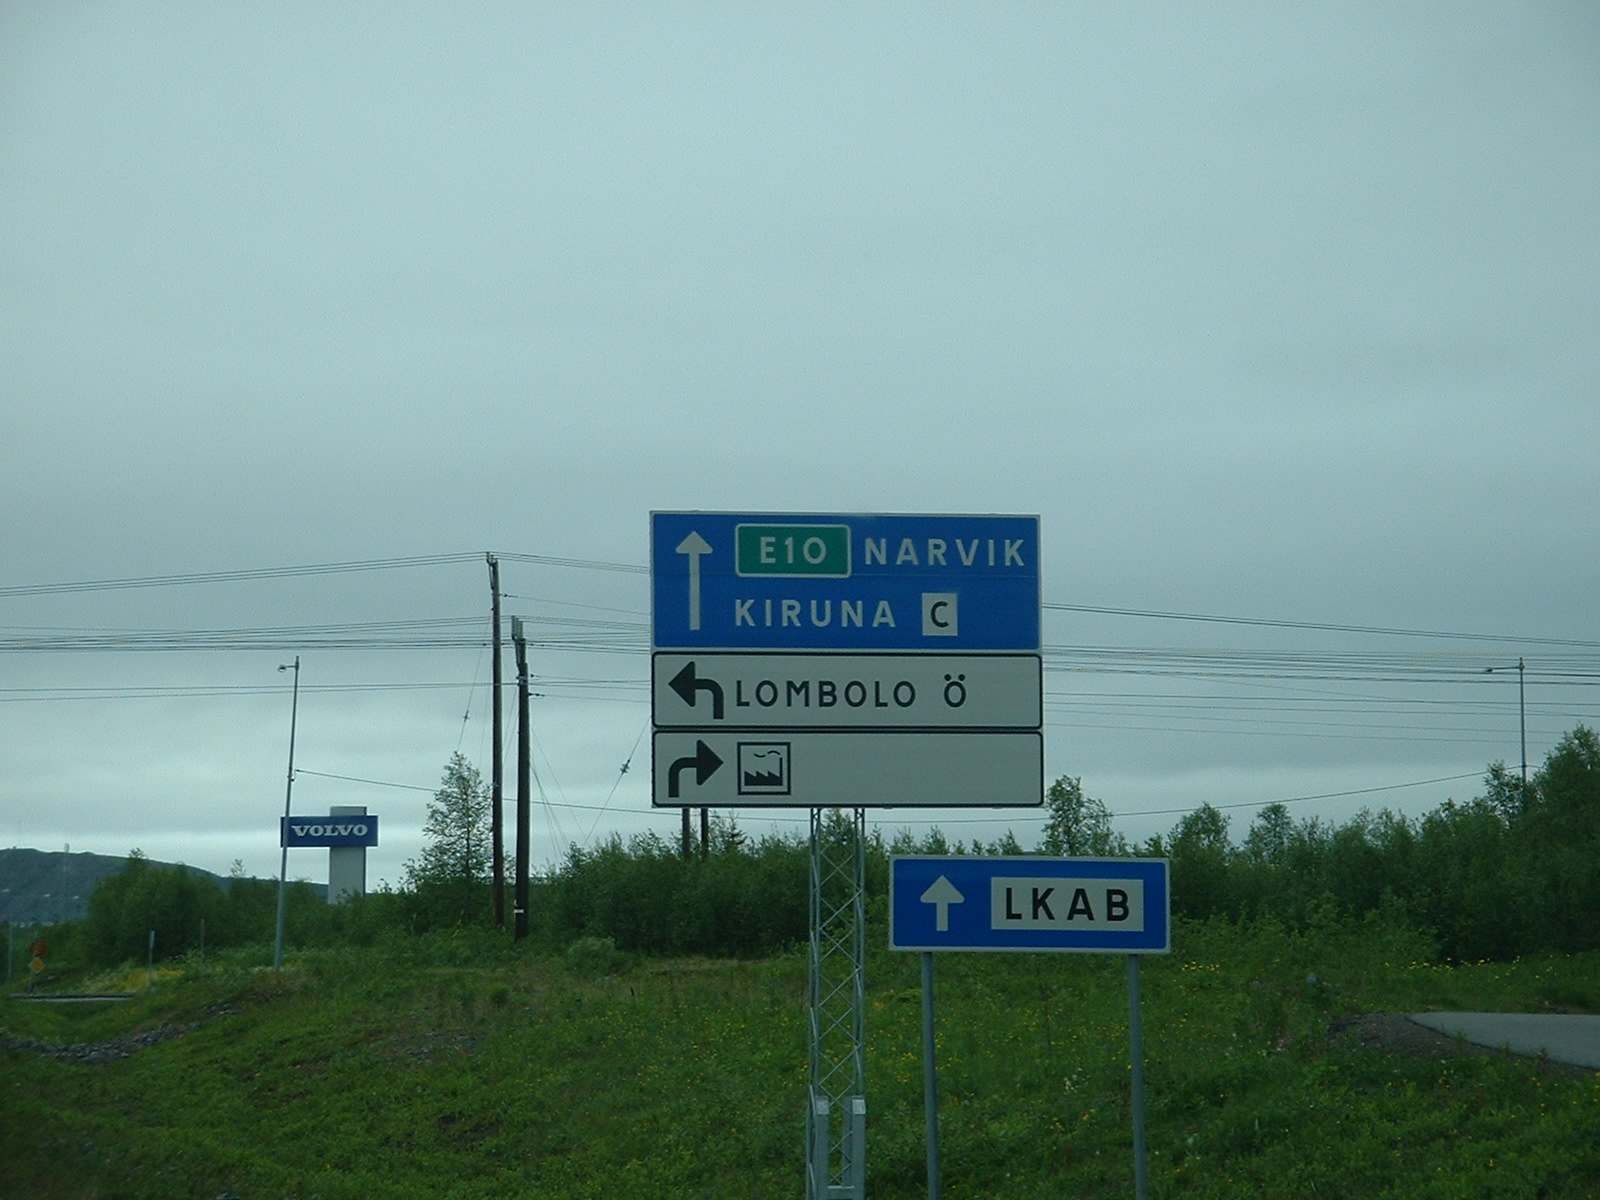 E10 NARVIK
KIRUNA C
LOMBOLO Ö
VOLVO
LKAB